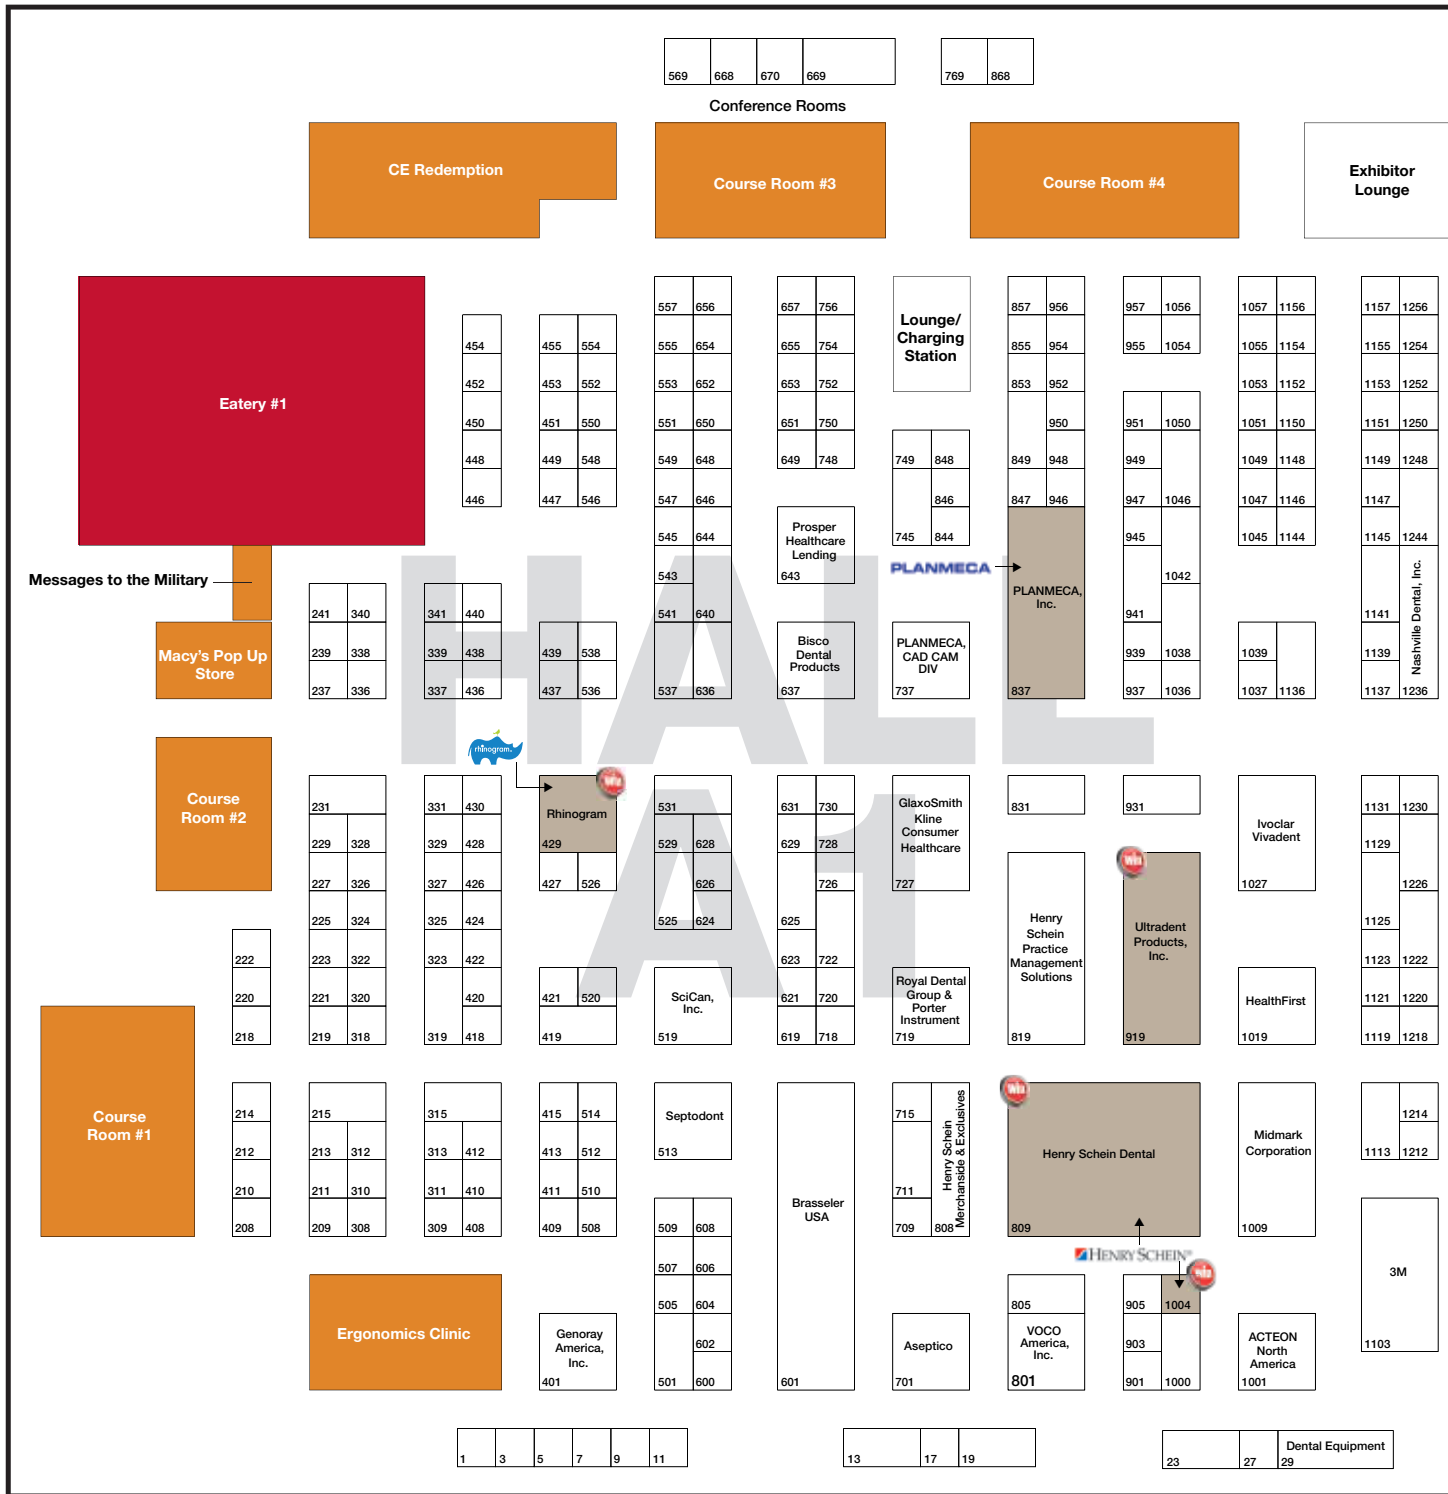 569 668 670 669 769 868
Conference Rooms
CE Redemption
Course Room #3
Course Room #4
Exhibitor
Lounge
Eatery #1
Lounge/
Charging
Station
557 656 657 756 857 956 957 1056 1057 1156 1157 1256
454 455 554 555 654 655 754 855 954 955 1054 1055 1154 1155 1254
452 453 552 553 652 653 752 853 952 1053 1152 1153 1252
450 451 550 551 650 651 750 950 951 1050 1051 1150 1151 1250
448 449 548 549 648 649 748 749 848 849 948 949 1049 1148 1149 1248
446 447 546 547 646 846 847 946 947 1046 1047 1146 1147
545 644 745 844 945 1045 1144 1145 1244
Prosper
Healthcare
Lending
643
543 1042
PLANMECA
PLANMECA,
Inc.
837
Messages to the Military
241 340 341 440 541 640 941 1141
Macy's Pop Up
Store
239 338 339 438 439 538 939 1038 1039 1139
237 336 337 436 437 536 537 636 937 1036 1037 1136 1137 1236
Bisco
Dental
Products
637
PLANMECA,
CAD CAM
DIV
737
Nashville Dental, Inc.
HALL
A1
rhinogram.
Course
Room #2
Rhinogram
429
win
231 331 430 531 631 730 831 931 1131 1230
229 328 329 428 529 628 629 728 1129
227 326 327 426 427 526 626 726 1226
225 324 325 424 525 624 625 1125
222 223 322 323 422 623 722 1123 1222
220 221 320 420 421 520 621 720 1121 1220
218 219 318 319 418 419 619 718 1119 1218
GlaxoSmith
Kline
Consumer
Healthcare
727
Ivoclar
Vivadent
1027
win
Henry
Schein
Practice
Management
Solutions
819
Ultradent
Products,
Inc.
919
SciCan,
Inc.
519
Royal Dental
Group &
Porter
Instrument
719
HealthFirst
1019
Course
Room #1
214 215 315 415 514 715 1214
212 213 312 313 412 413 512 1113 1212
210 211 310 311 410 411 510 711
208 209 308 309 408 409 508 709 808
Septodont
513
Brasseler
USA
601
Henry Schein
Merchanside & Exclusives
win
Henry Schein Dental
809
Midmark
Corporation
1009
HENRY SCHEIN®
win
509 608
507 606
505 604 805 905 1004
602 903
501 600 901 1000
3M
1103
Ergonomics Clinic
Genoray
America,
Inc.
401
Aseptico
701
VOCO
America,
Inc.
801
ACTEON
North
America
1001
1 3 5 7 9 11 13 17 19 23 27 29
Dental Equipment